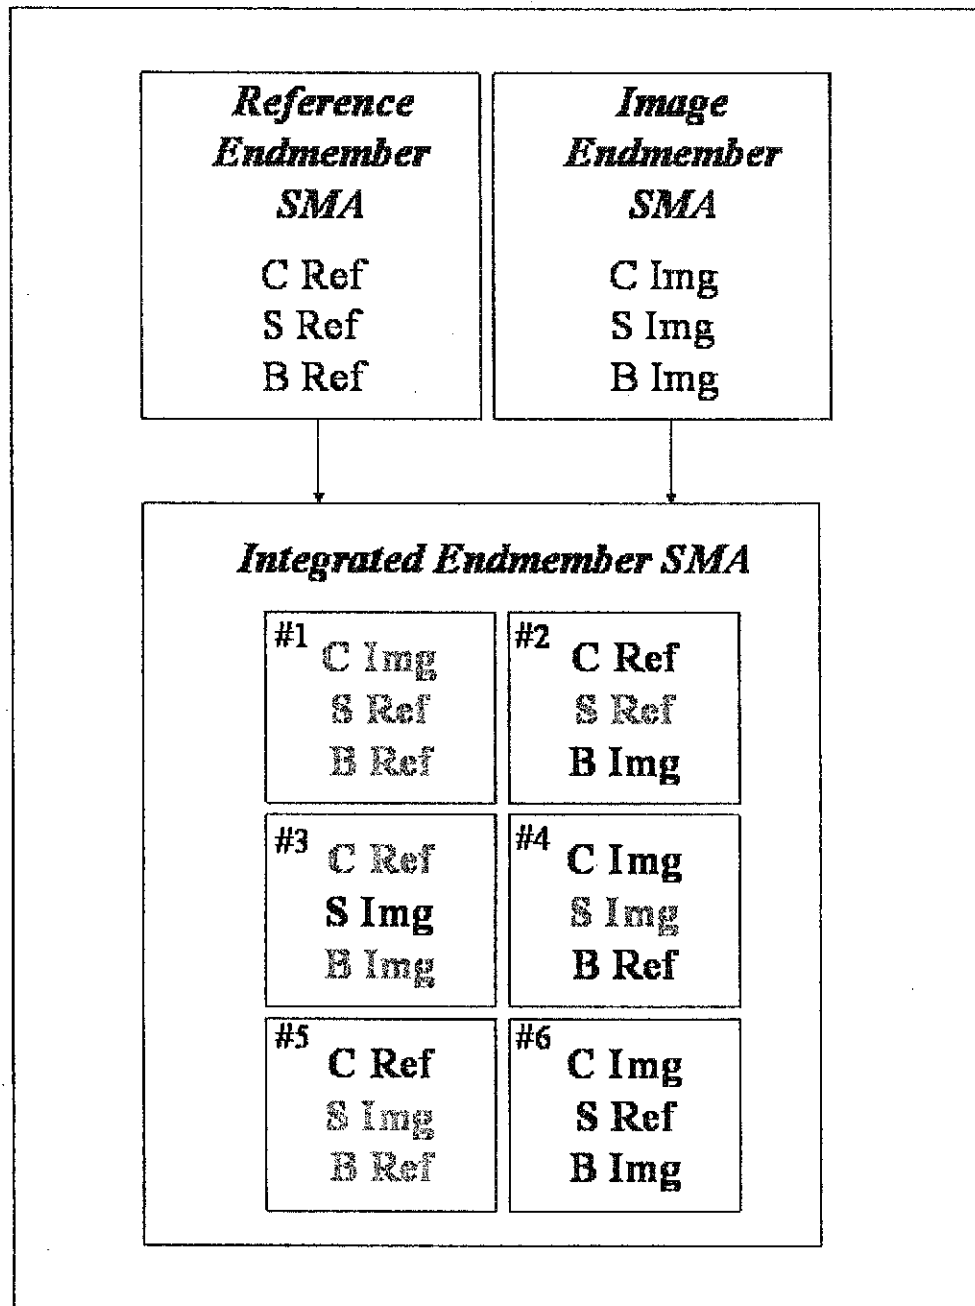 Reference
Endmember
SMA
C Ref
S Ref
B Ref
Image
Endmember
SMA
C Img
S Img
B Img
Integrated Endmember SMA
#1
C Img
S Ref
B Ref
#2
C Ref
S Ref
B Img
#3
C Ref
S Img
B Img
#4
C Img
S Img
B Ref
#5
C Ref
S Img
B Ref
#6
C Img
S Ref
B Img